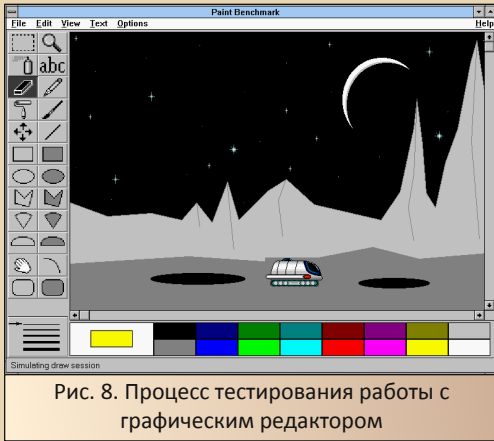 Paint Benchmark
File Edit View Text Options Help
abc
Simulating draw session
Рис. 8. Процесс тестирования работы с
графическим редактором